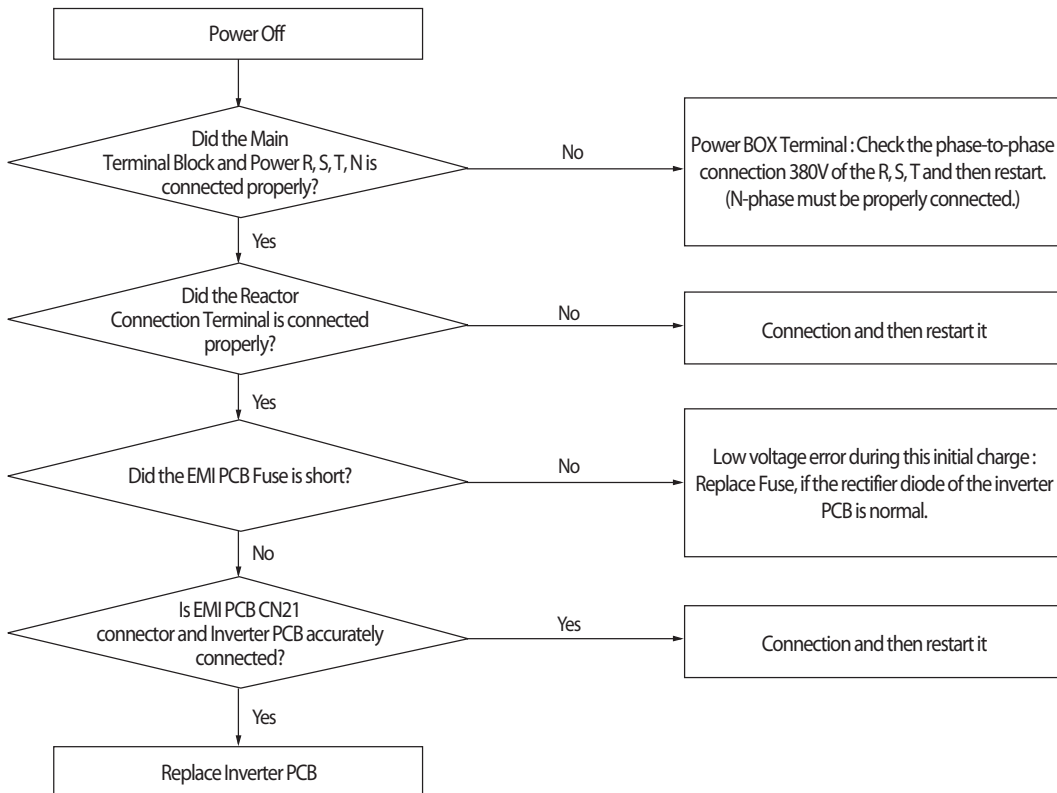 Power Off
Did the Main
Terminal Block and Power R, S, T, N is
connected properly?
No
Power BOX Terminal : Check the phase-to-phase
connection 380V of the R, S, T and then restart.
(N-phase must be properly connected.)
Yes
Did the Reactor
Connection Terminal is connected
properly?
No
Connection and then restart it
Yes
Did the EMI PCB Fuse is short?
No
Low voltage error during this initial charge :
Replace Fuse, if the rectifier diode of the inverter
PCB is normal.
No
Is EMI PCB CN21
connector and Inverter PCB accurately
connected?
Yes
Connection and then restart it
Yes
Replace Inverter PCB